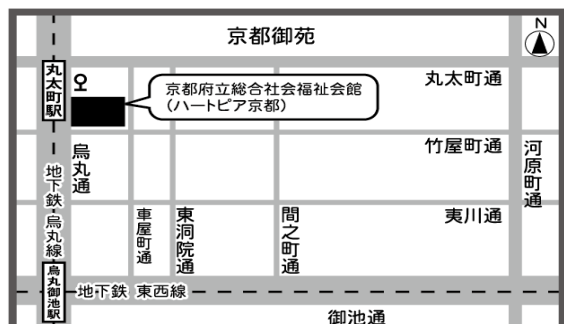 京都御苑
N
丸太町駅
京都府立総合社会福祉会館
(ハートピア京都)
丸太町通
烏丸通
竹屋町通
河原町通
地下鉄 烏丸線
車屋町通
東洞院通
間之町通
夷川通
烏丸御池駅
地下鉄 東西線
御池通